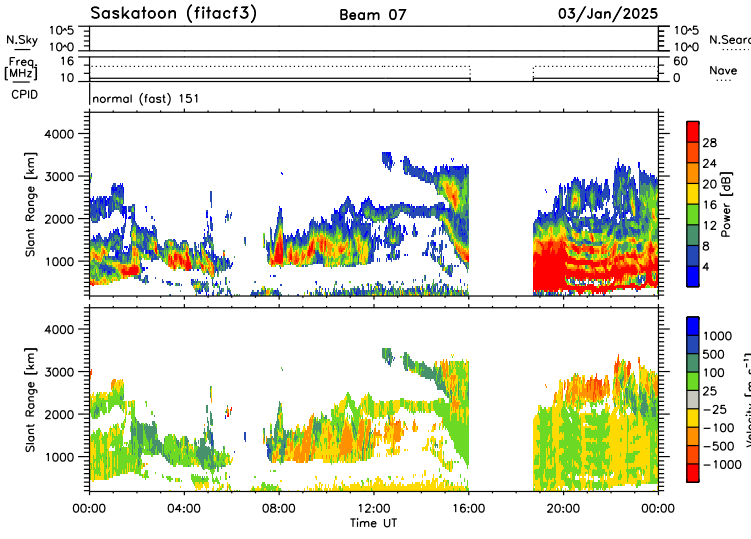 Saskatoon (fitacf3) Beam 07 03/Jan/2025
N.Sky 10^5 10^0 10^5 10^0 N.Sear
Freq. [MHz] 16 10 60 0 Nave
CPID normal (fast) 151
Slant Range [km] 4000 3000 2000 1000
28 24 20 16 12 8 4 Power [dB]
Slant Range [km] 4000 3000 2000 1000
1000 500 100 25 -25 -100 -500 -1000 Velocity [m s-1]
00:00 04:00 08:00 12:00 16:00 20:00 00:00
Time UT